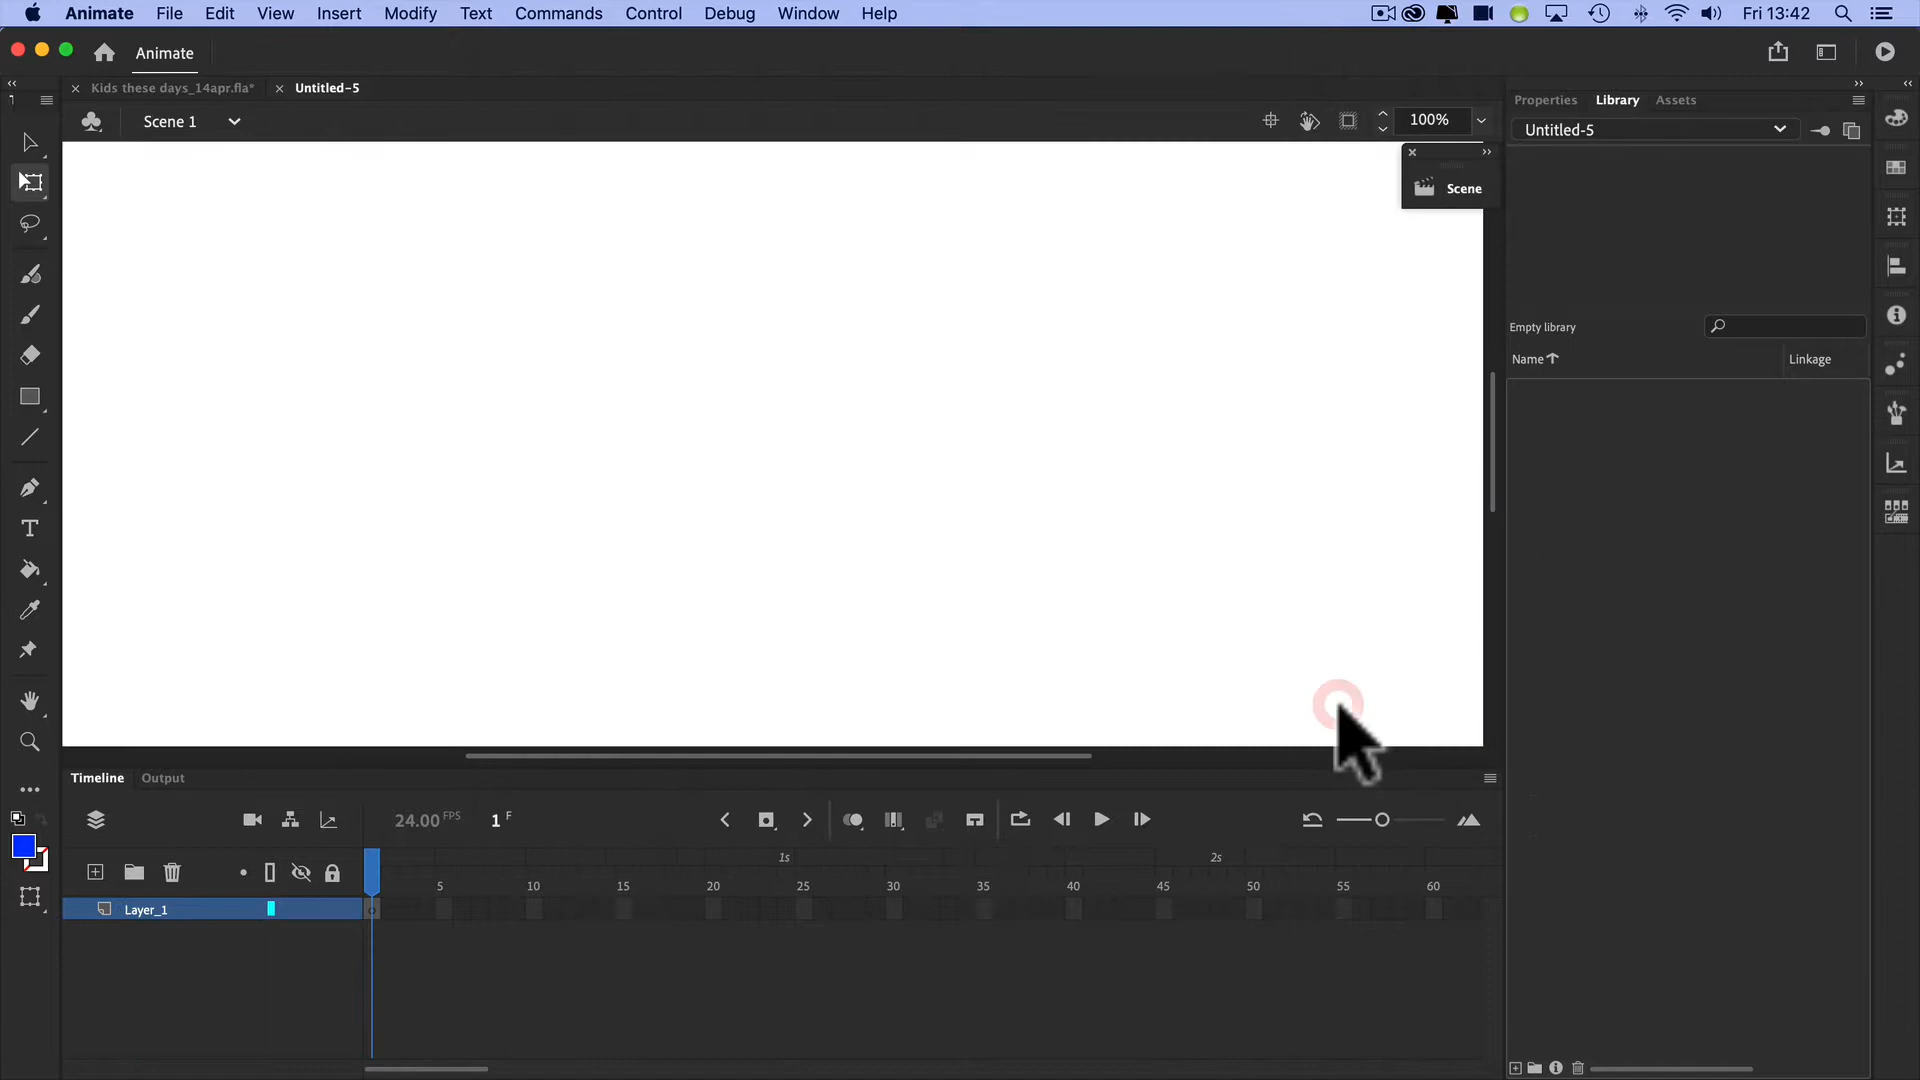 Animate File Edit View Insert Modify Text Commands Control Debug Window Help Fri 13:42
Animate
Kids these days_14apr.fla* Untitled-5
Properties Library Assets
Scene 1 100%
Untitled-5
Scene
Empty library
Name Linkage
T
Timeline Output
24.00 FPS 1 F
1s 2s
5 10 15 20 25 30 35 40 45 50 55 60
Layer_1